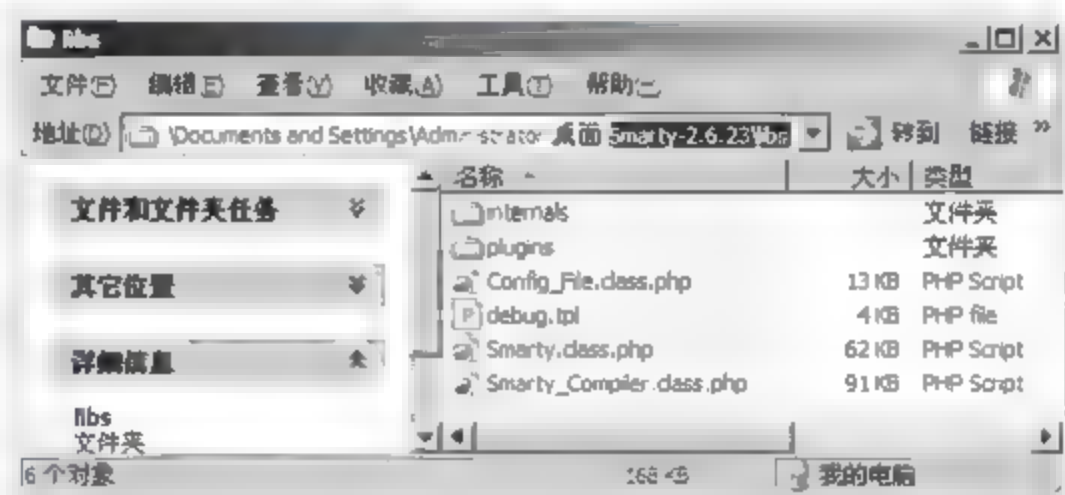 libs
文件(F) 编辑(E) 查看(V) 收藏(A) 工具(T) 帮助(H)
地址(D) \Documents and Settings\Administrator\桌面\Smarty-2.6.23\libs 转到 链接 »
名称 大小 类型
文件和文件夹任务
internals 文件夹
plugins 文件夹
其它位置
Config_File.class.php 13 KB PHP Script
debug.tpl 4 KB PHP file
详细信息
Smarty.class.php 62 KB PHP Script
Smarty_Compiler.class.php 91 KB PHP Script
libs
文件夹
6 个对象 168 KB 我的电脑